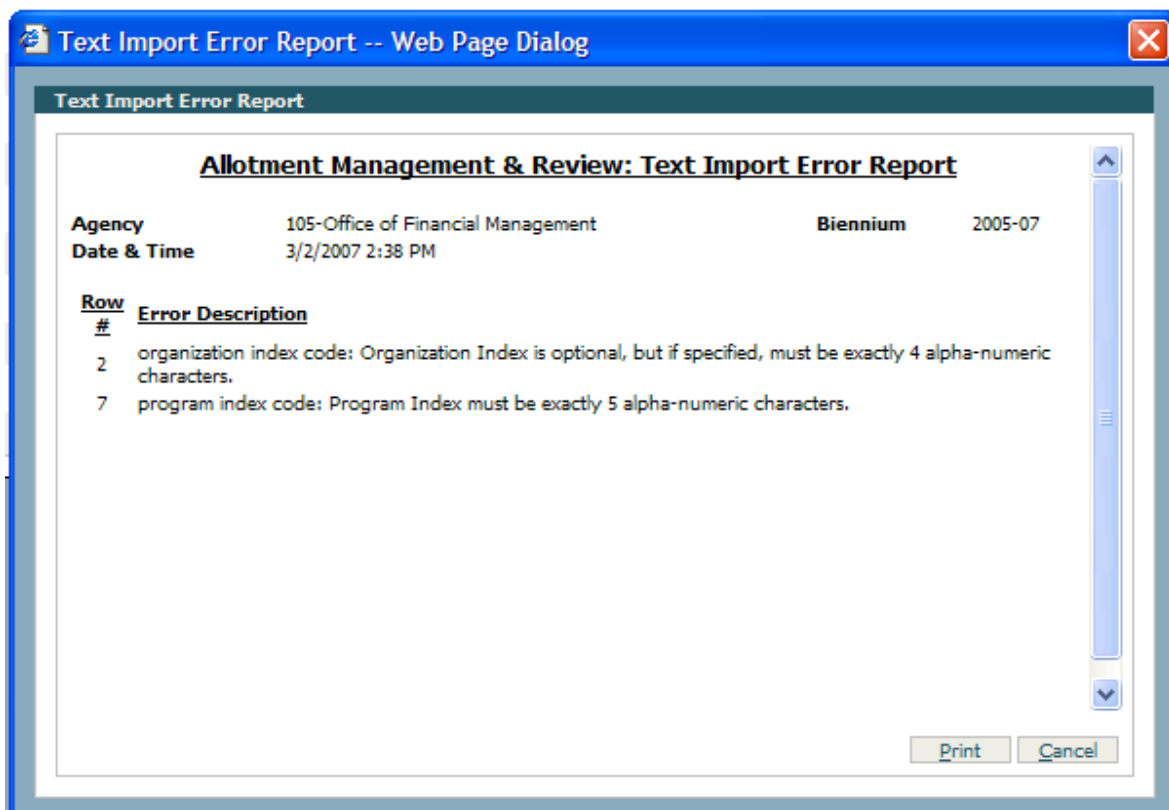 Text Import Error Report -- Web Page Dialog
Text Import Error Report
Allotment Management & Review: Text Import Error Report
Agency 105-Office of Financial Management Biennium 2005-07
Date & Time 3/2/2007 2:38 PM
Row # Error Description
2 organization index code: Organization Index is optional, but if specified, must be exactly 4 alpha-numeric
characters.
7 program index code: Program Index must be exactly 5 alpha-numeric characters.
Print Cancel